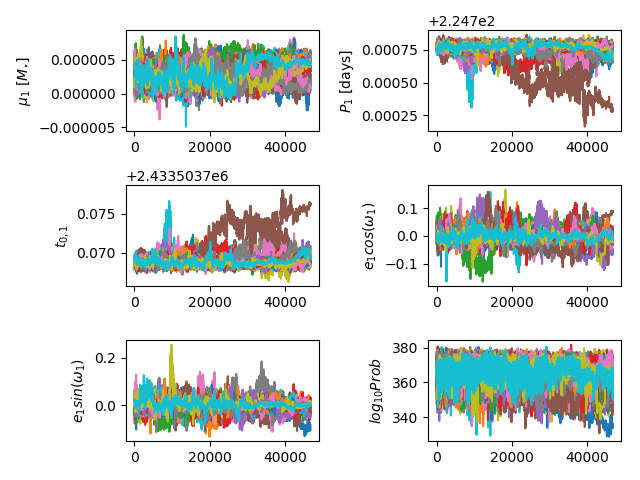 +2.247e2
μ₁ [M⋆]
0.000005
0.000000
−0.000005
0 20000 40000
P₁ [days]
0.00075
0.00050
0.00025
0 20000 40000
+2.4335037e6
t₀,₁
0.075
0.070
0 20000 40000
e₁cos(ω₁)
0.1
0.0
−0.1
0 20000 40000
e₁sin(ω₁)
0.2
0.0
0 20000 40000
log₁₀Prob
380
360
340
0 20000 40000